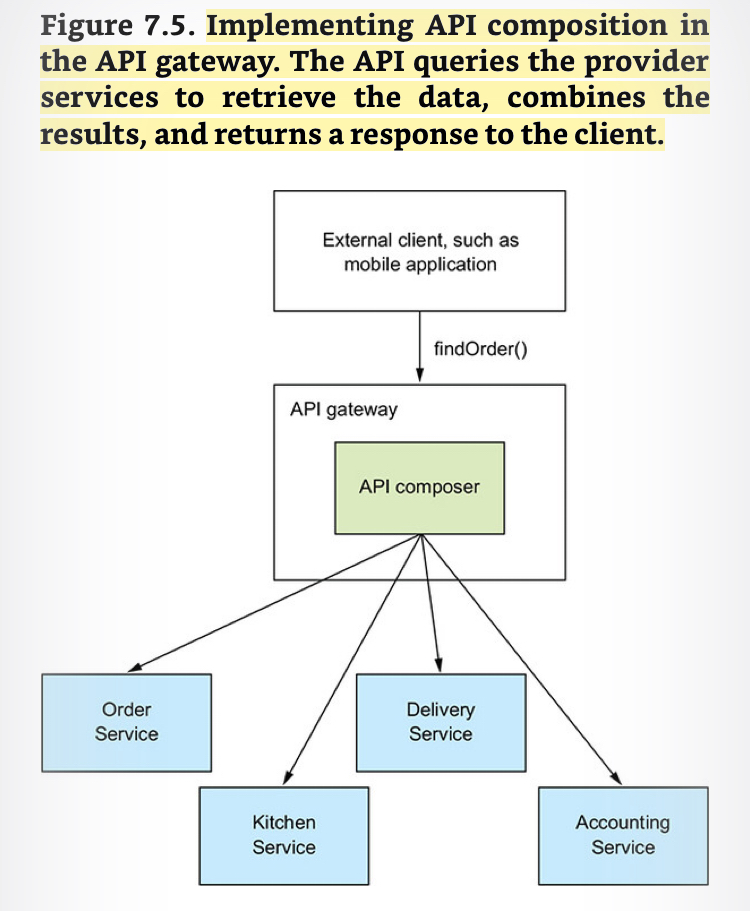 Figure 7.5. Implementing API composition in
the API gateway. The API queries the provider
services to retrieve the data, combines the
results, and returns a response to the client.
External client, such as
mobile application
findOrder()
API gateway
API composer
Order
Service
Delivery
Service
Kitchen
Service
Accounting
Service